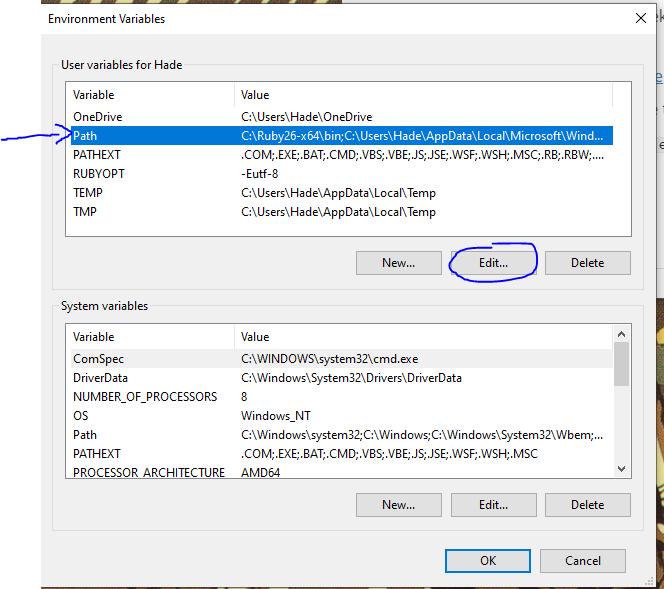 Environment Variables
User variables for Hade
Variable Value
OneDrive C:\Users\Hade\OneDrive
Path C:\Ruby26-x64\bin;C:\Users\Hade\AppData\Local\Microsoft\Wind...
PATHEXT .COM;.EXE;.BAT;.CMD;.VBS;.VBE;.JS;.JSE;.WSF;.WSH;.MSC;.RB;.RBW;....
RUBYOPT -Eutf-8
TEMP C:\Users\Hade\AppData\Local\Temp
TMP C:\Users\Hade\AppData\Local\Temp
New... Edit... Delete
System variables
Variable Value
ComSpec C:\WINDOWS\system32\cmd.exe
DriverData C:\Windows\System32\Drivers\DriverData
NUMBER_OF_PROCESSORS 8
OS Windows_NT
Path C:\Windows\system32;C:\Windows;C:\Windows\System32\Wbem;...
PATHEXT .COM;.EXE;.BAT;.CMD;.VBS;.VBE;.JS;.JSE;.WSF;.WSH;.MSC
PROCESSOR_ARCHITECTURE AMD64
New... Edit... Delete
OK Cancel